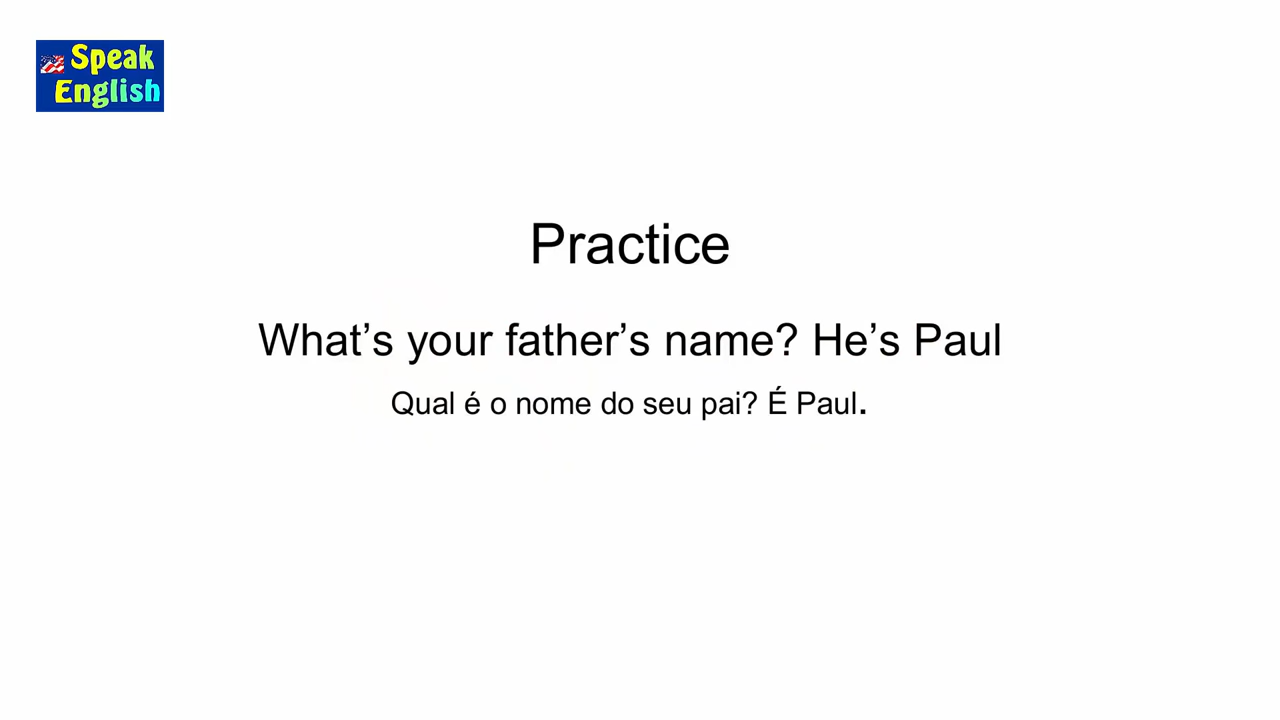 Speak
English
Practice
What’s your father’s name? He’s Paul
Qual é o nome do seu pai? É Paul.